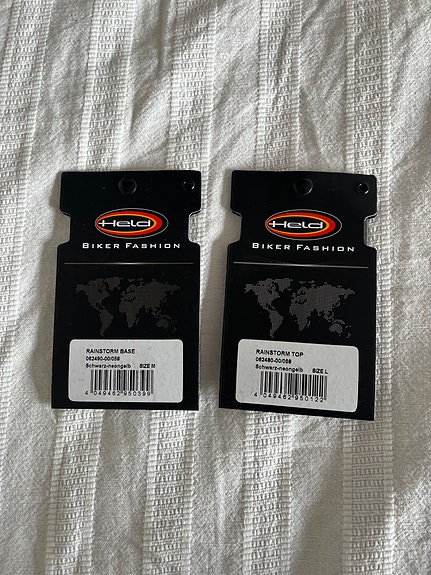 Held
BIKER FASHION
RAINSTORM BASE
062490-00/058
Schwarz-neongelb SIZE M
4 049462 950399
Held
BIKER FASHION
RAINSTORM TOP
062480-00/058
Schwarz-neongelb SIZE L
4 049462 950122